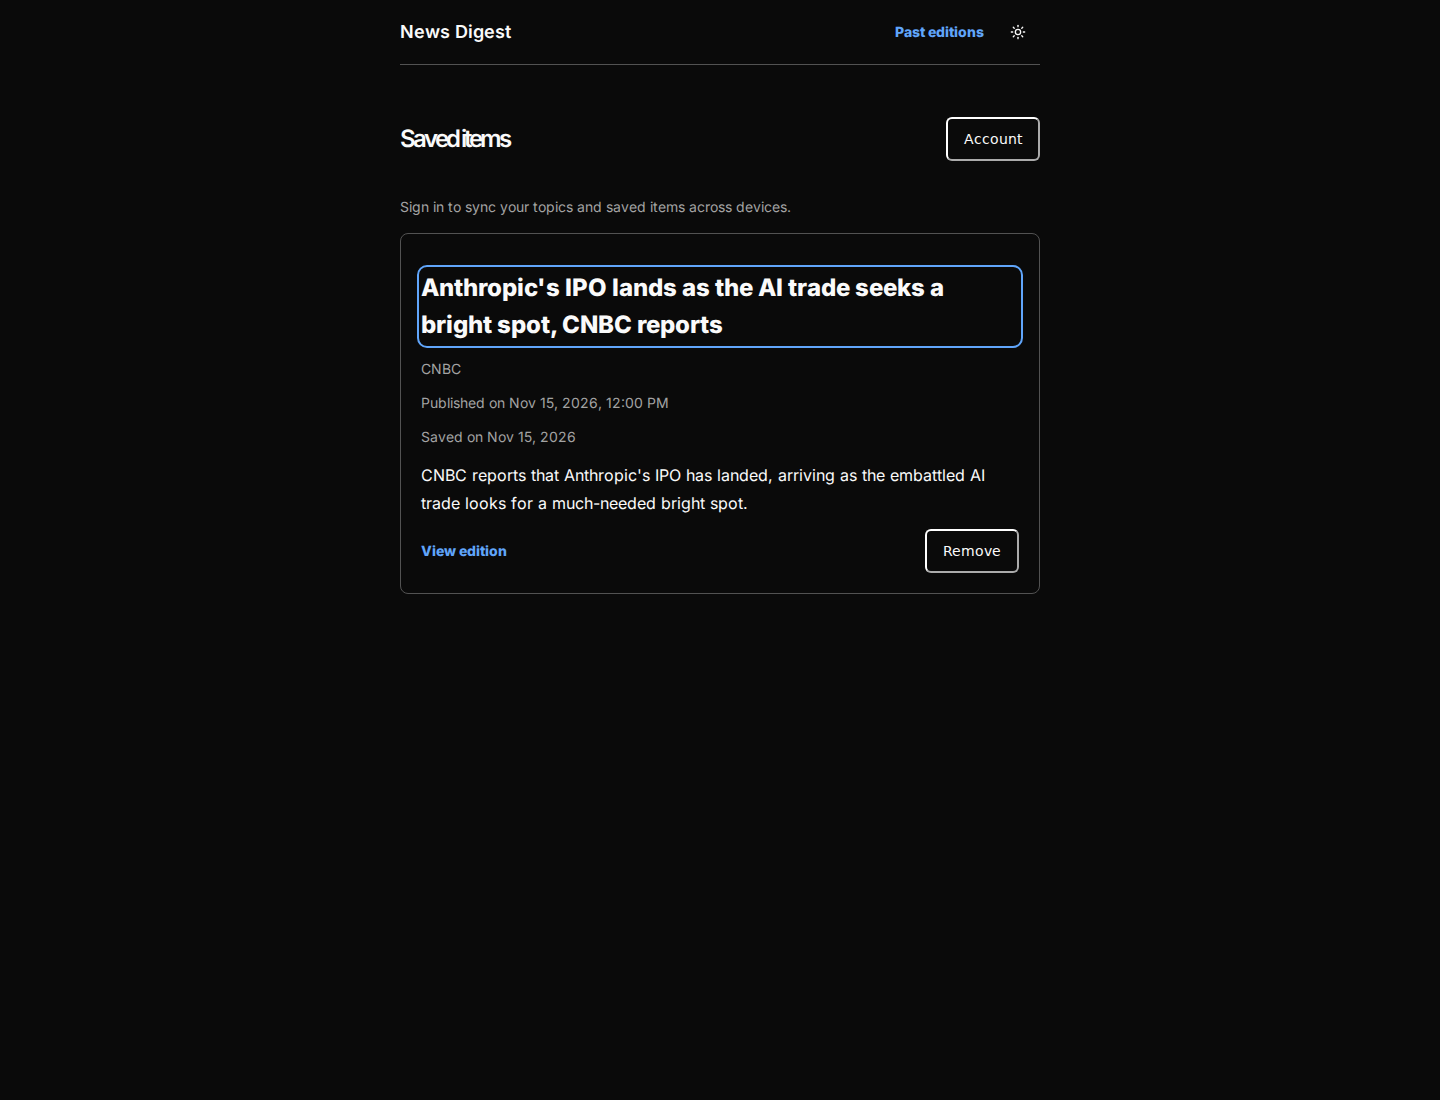 News Digest
Past editions
Saved items
Account
Sign in to sync your topics and saved items across devices.
Anthropic's IPO lands as the AI trade seeks a
bright spot, CNBC reports
CNBC
Published on Nov 15, 2026, 12:00 PM
Saved on Nov 15, 2026
CNBC reports that Anthropic's IPO has landed, arriving as the embattled AI
trade looks for a much-needed bright spot.
View edition
Remove